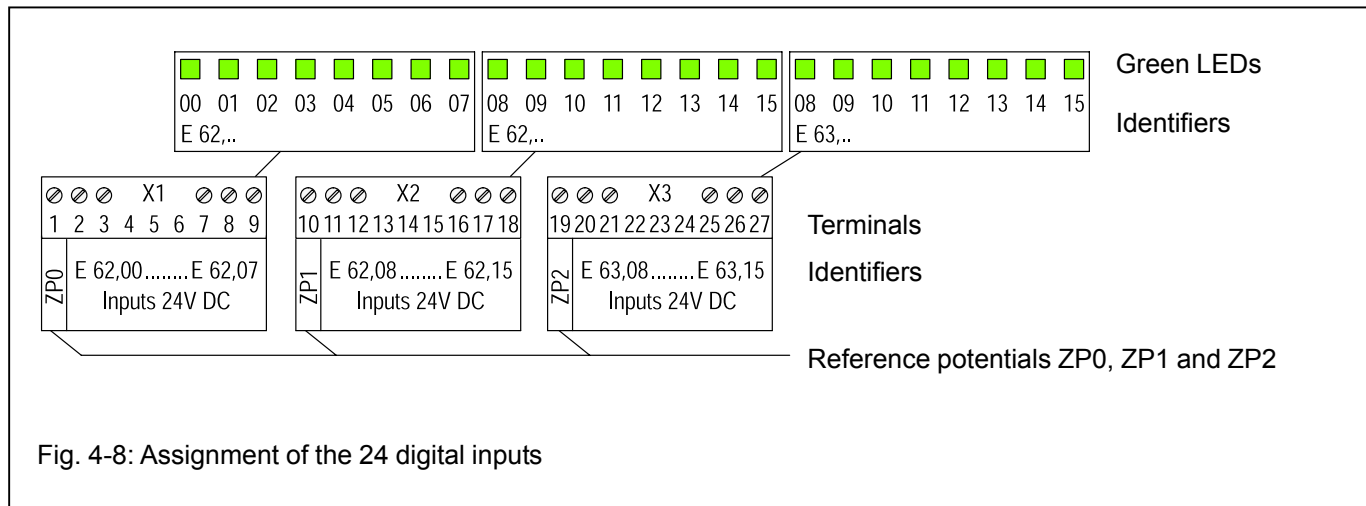 Green LEDs
00 01 02 03 04 05 06 07 08 09 10 11 12 13 14 15 08 09 10 11 12 13 14 15
Identifiers
E 62,.. E 62,.. E 63,..
X1 X2 X3
1 2 3 4 5 6 7 8 9 10 11 12 13 14 15 16 17 18 19 20 21 22 23 24 25 26 27
Terminals
ZP0 E 62,00........E 62,07 ZP1 E 62,08........E 62,15 ZP2 E 63,08........E 63,15
Identifiers
Inputs 24V DC Inputs 24V DC Inputs 24V DC
Reference potentials ZP0, ZP1 and ZP2
Fig. 4-8: Assignment of the 24 digital inputs